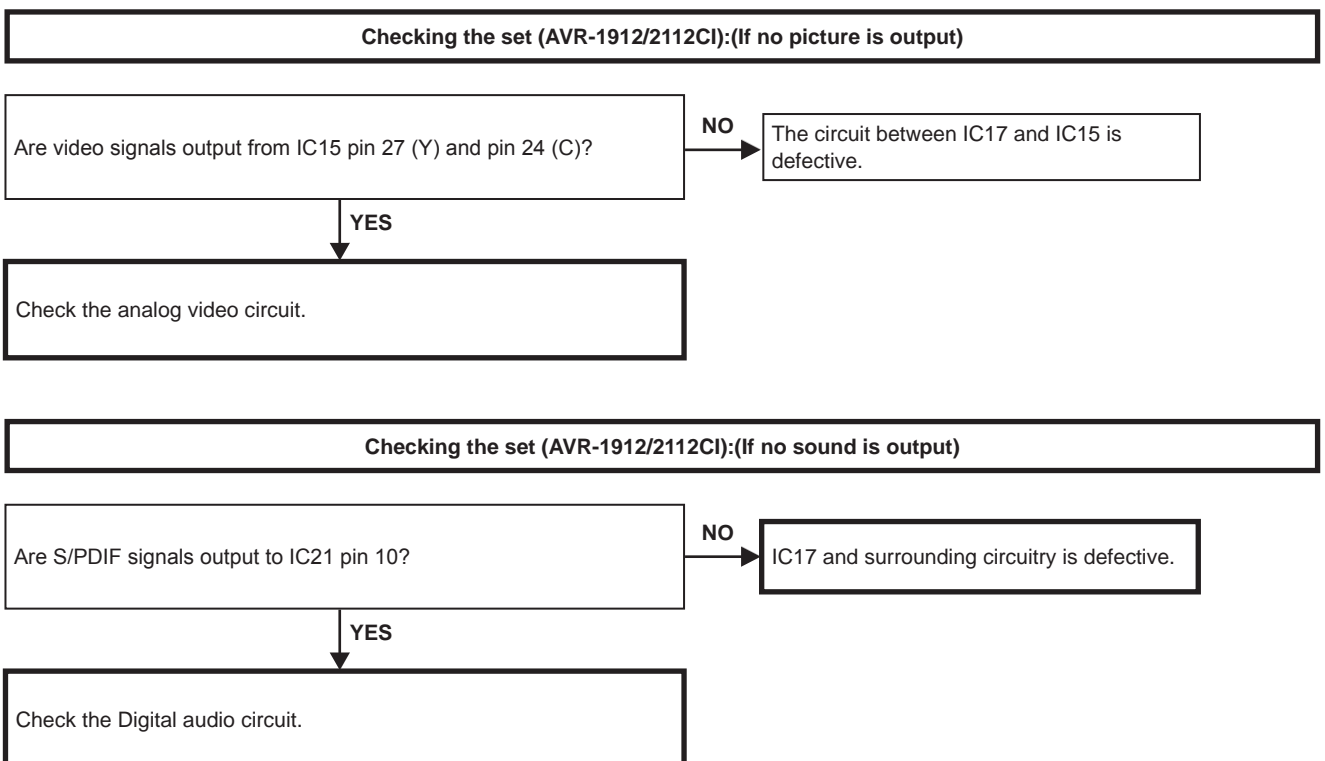 Checking the set (AVR-1912/2112CI):(If no picture is output)
Are video signals output from IC15 pin 27 (Y) and pin 24 (C)?
NO
The circuit between IC17 and IC15 is
defective.
YES
Check the analog video circuit.
Checking the set (AVR-1912/2112CI):(If no sound is output)
Are S/PDIF signals output to IC21 pin 10?
NO
IC17 and surrounding circuitry is defective.
YES
Check the Digital audio circuit.